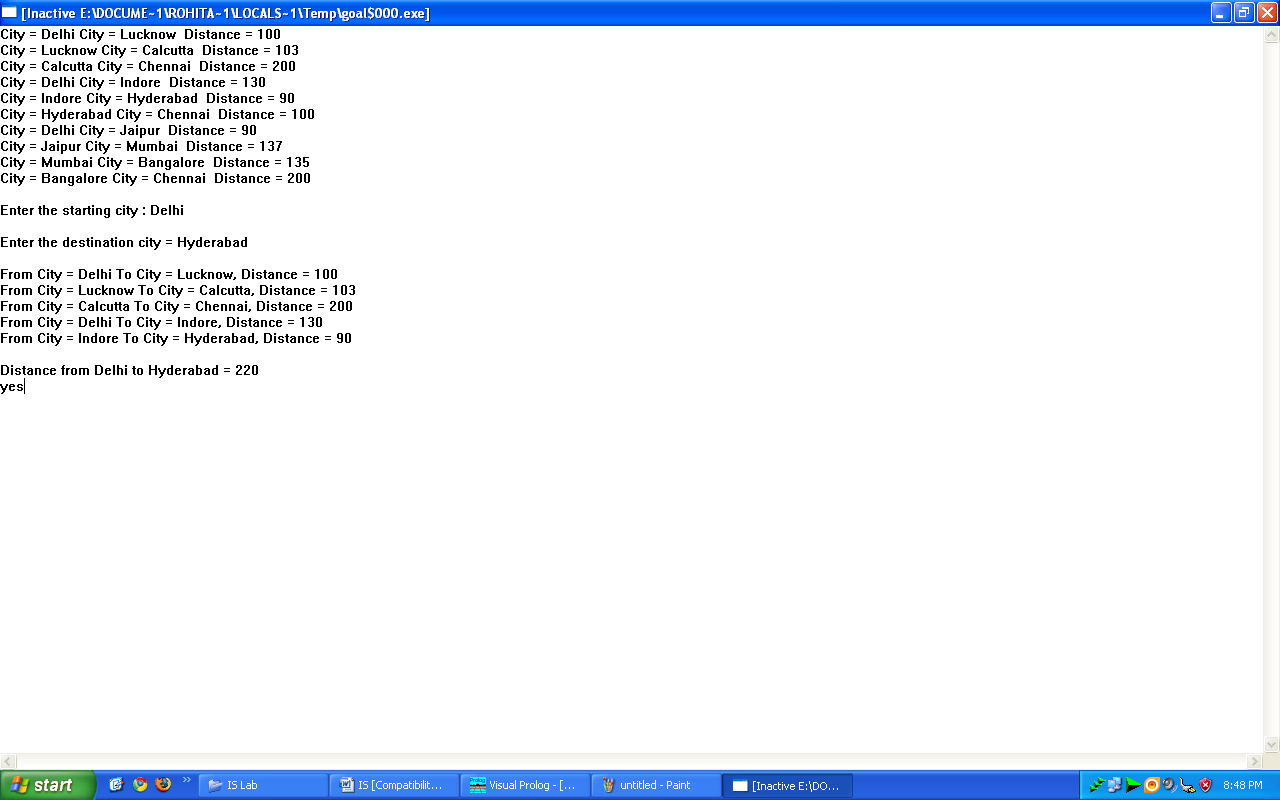 [Inactive E:\DOCUME~1\ROHITA~1\LOCALS~1\Temp\goal$000.exe]
City = Delhi City = Lucknow  Distance = 100
City = Lucknow City = Calcutta  Distance = 103
City = Calcutta City = Chennai  Distance = 200
City = Delhi City = Indore  Distance = 130
City = Indore City = Hyderabad  Distance = 90
City = Hyderabad City = Chennai  Distance = 100
City = Delhi City = Jaipur  Distance = 90
City = Jaipur City = Mumbai  Distance = 137
City = Mumbai City = Bangalore  Distance = 135
City = Bangalore City = Chennai  Distance = 200
Enter the starting city : Delhi
Enter the destination city = Hyderabad
From City = Delhi To City = Lucknow, Distance = 100
From City = Lucknow To City = Calcutta, Distance = 103
From City = Calcutta To City = Chennai, Distance = 200
From City = Delhi To City = Indore, Distance = 130
From City = Indore To City = Hyderabad, Distance = 90
Distance from Delhi to Hyderabad = 220
yes
start IS Lab IS [Compatibilit... Visual Prolog - [... untitled - Paint [Inactive E:\DO... 8:48 PM